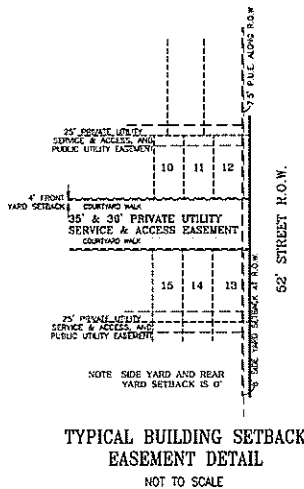 7.5' P.U.E. ALONG R.O.W.
25' PRIVATE UTILITY
SERVICE & ACCESS, AND
PUBLIC UTILITY EASEMENT
10 11 12
4' FRONT
YARD SETBACK
COURTYARD WALK
35' & 36' PRIVATE UTILITY
SERVICE & ACCESS EASEMENT
COURTYARD WALK
52' STREET R.O.W.
15 14 13
SIDE YARD SETBACK AT R.O.W.
25' PRIVATE UTILITY
SERVICE & ACCESS, AND
PUBLIC UTILITY EASEMENT
NOTE SIDE YARD AND REAR
YARD SETBACK IS 0'
TYPICAL BUILDING SETBACK
EASEMENT DETAIL
NOT TO SCALE